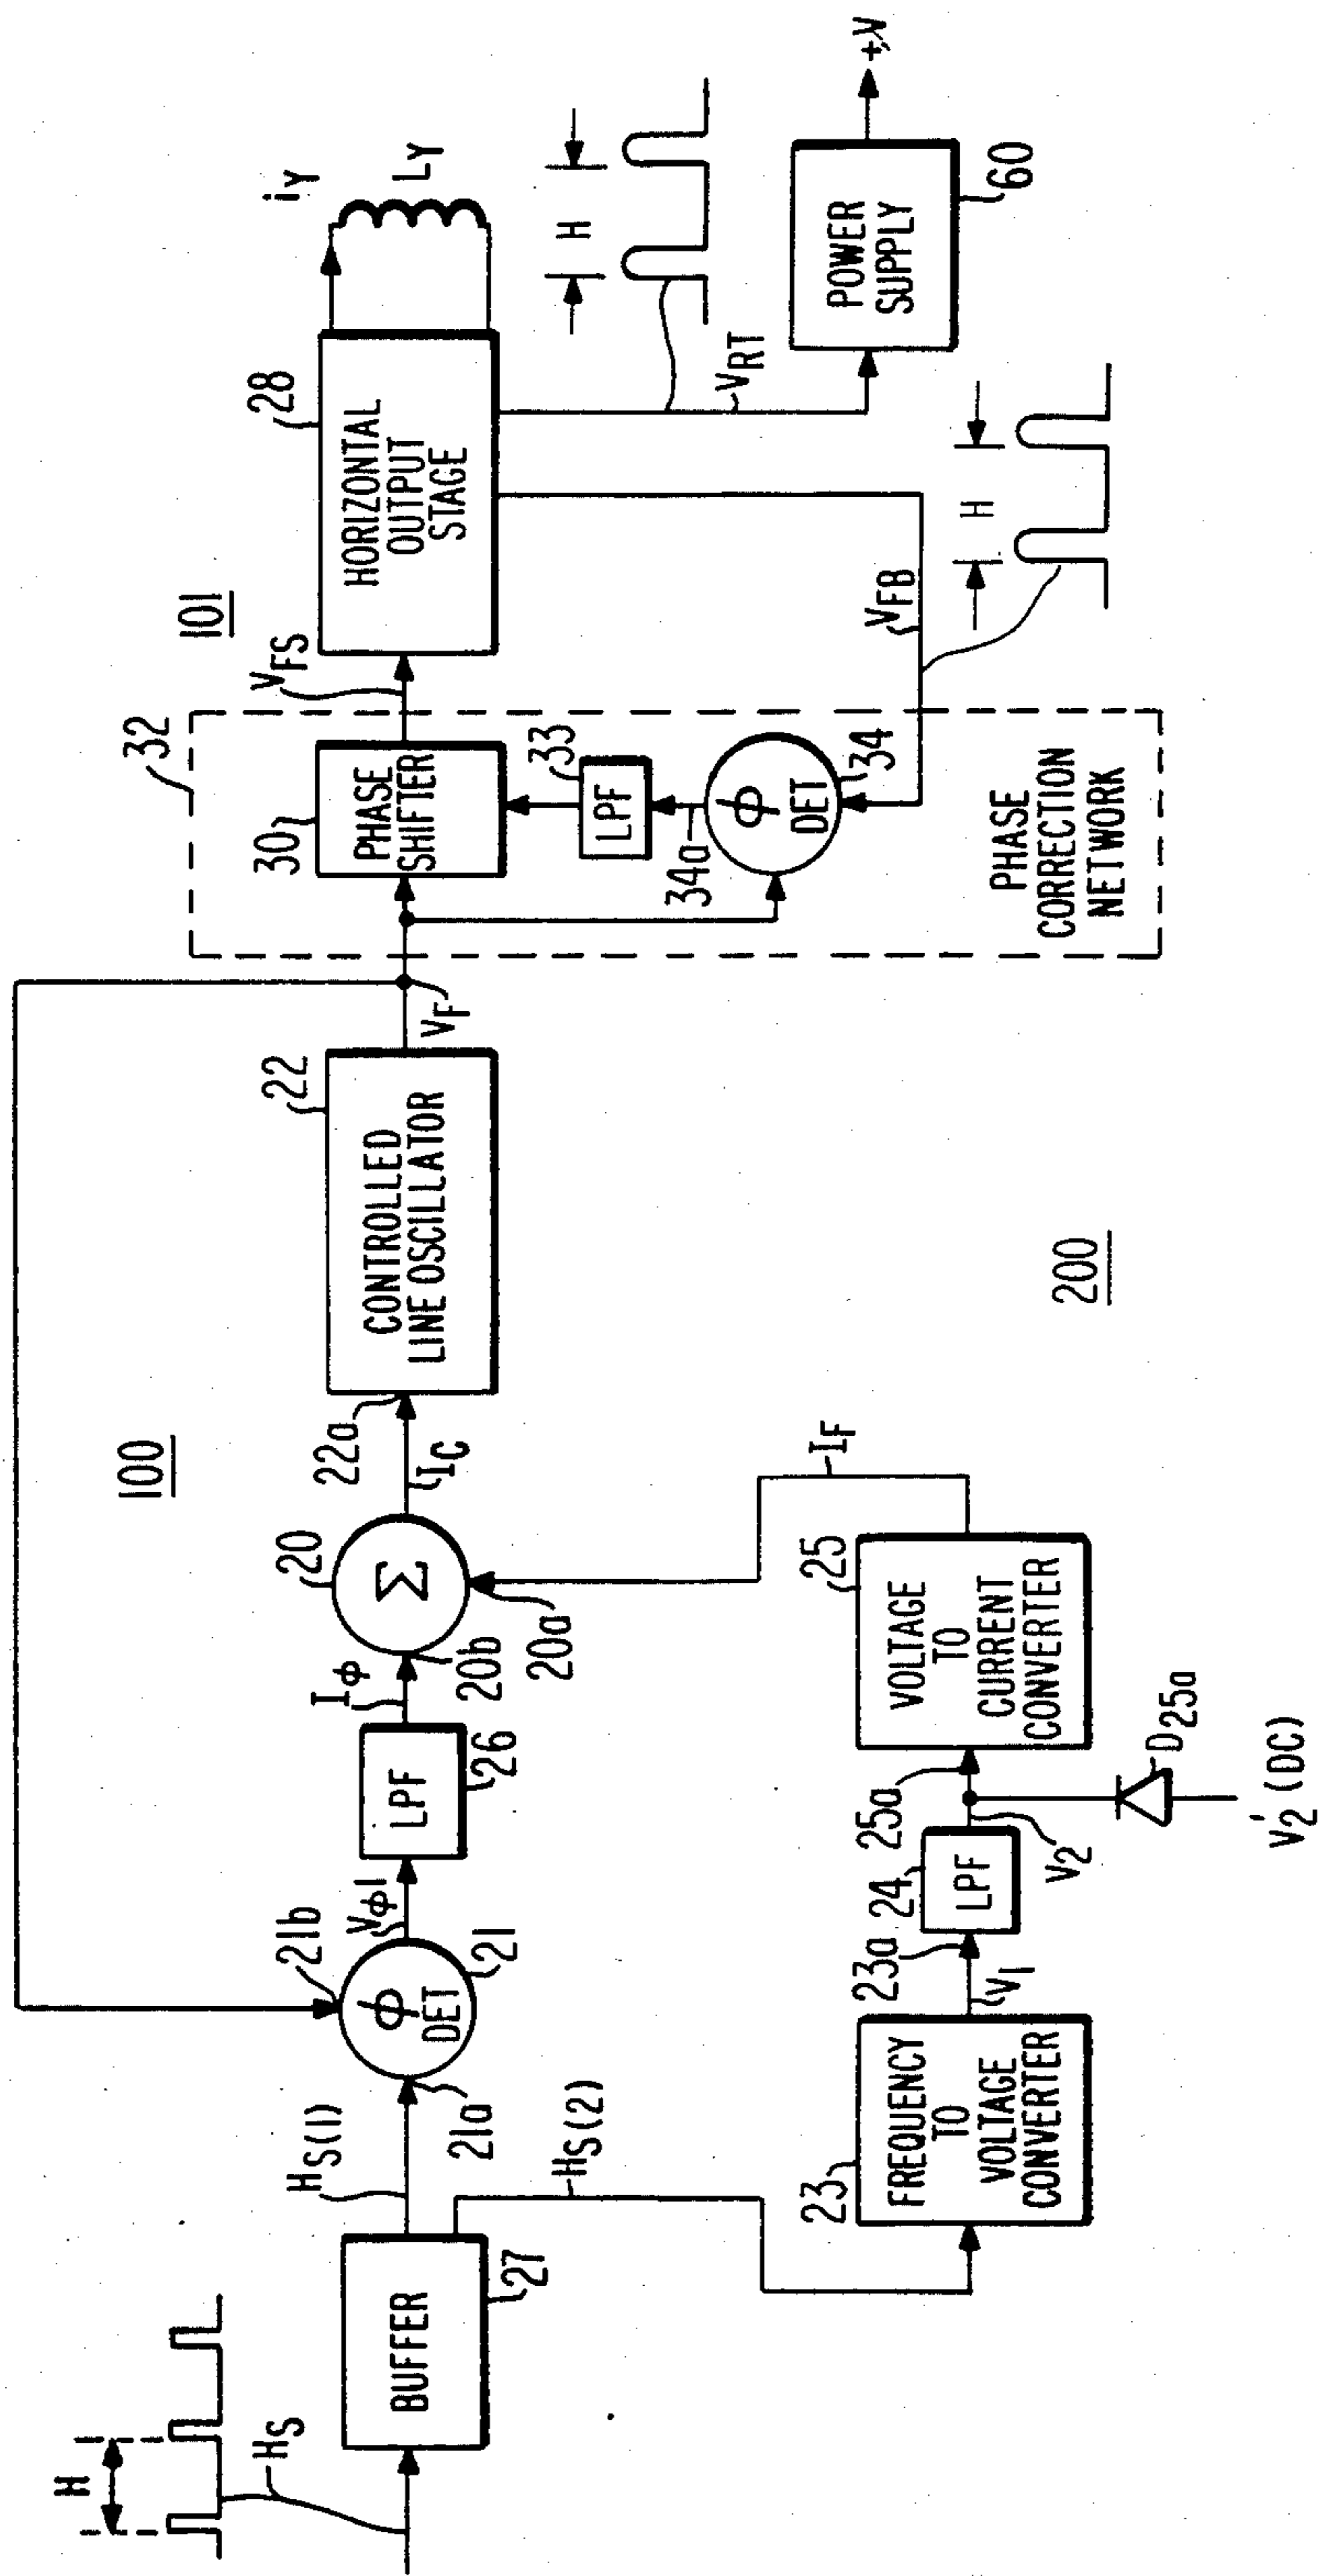 H
HS
BUFFER
27
HS(1)
HS(2)
21a
21b
ϕ
DET
21
Vϕ1
LPF
26
Iϕ
20b
20
Σ
20a
IC
22a
100
CONTROLLED
LINE OSCILLATOR
22
VF
32
30
PHASE
SHIFTER
LPF
33
34a
ϕ
DET
34
PHASE
CORRECTION
NETWORK
VFS
101
HORIZONTAL
OUTPUT
STAGE
28
iY
LY
H
VRT
POWER
SUPPLY
60
+V
VFB
H
23
FREQUENCY
TO
VOLTAGE
CONVERTER
V1
23a
24
LPF
V2
25a
D25a
V2' (DC)
VOLTAGE
TO
CURRENT
CONVERTER
25
IF
200